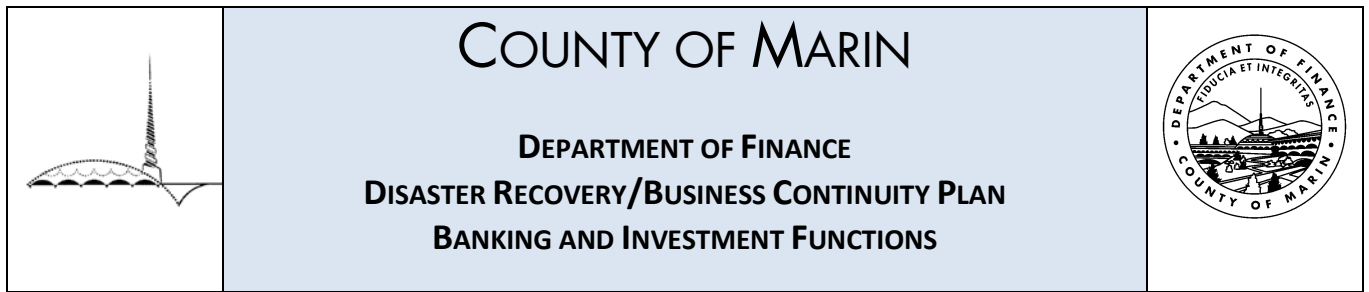 COUNTY OF MARIN
DEPARTMENT OF FINANCE
DISASTER RECOVERY/BUSINESS CONTINUITY PLAN
BANKING AND INVESTMENT FUNCTIONS
DEPARTMENT OF FINANCE
FIDUCIA ET INTEGRITAS
COUNTY OF MARIN